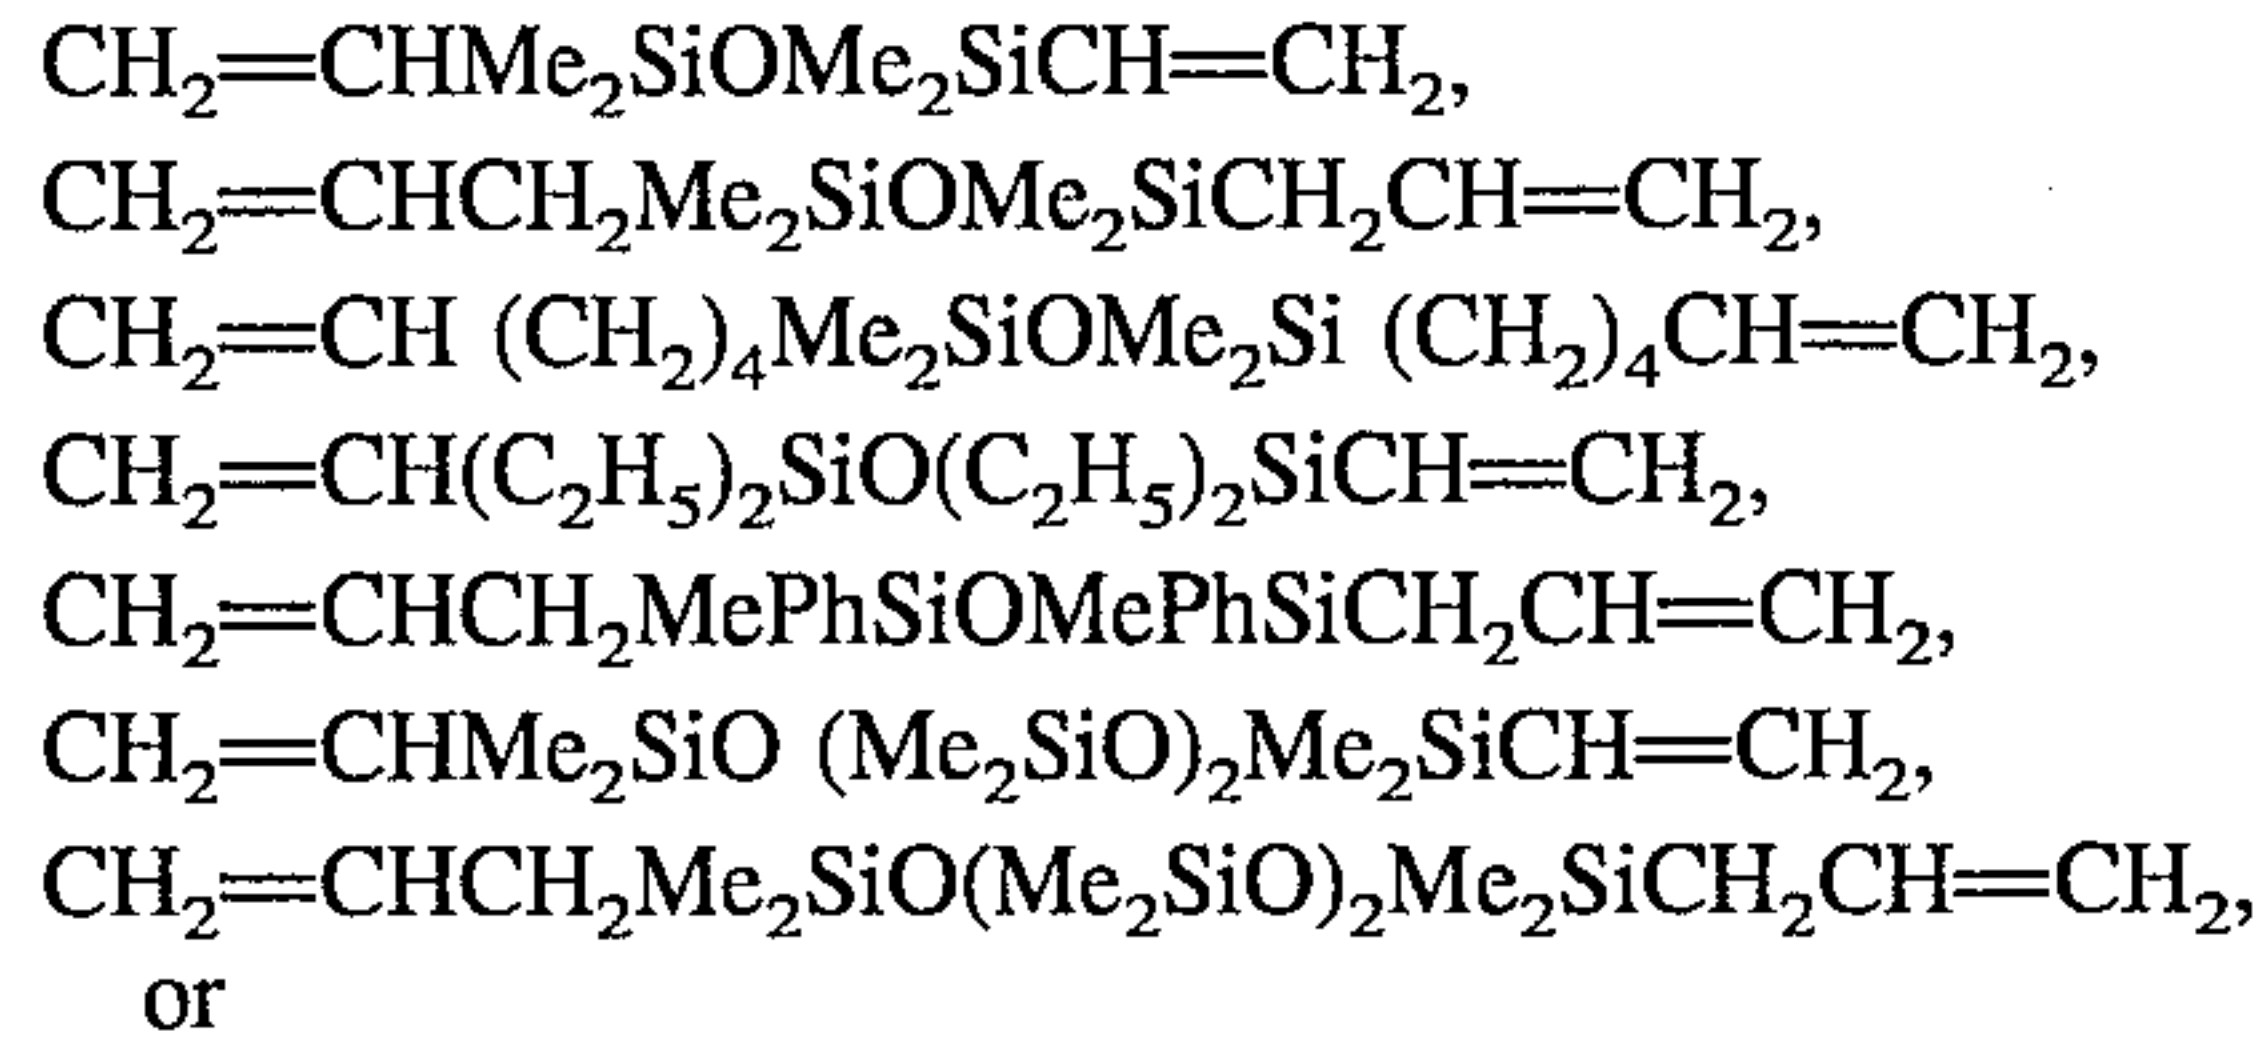 CH₂=CHMe₂SiOMe₂SiCH=CH₂,
CH₂=CHCH₂Me₂SiOMe₂SiCH₂CH=CH₂,
CH₂=CH (CH₂)₄Me₂SiOMe₂Si (CH₂)₄CH=CH₂,
CH₂=CH(C₂H₅)₂SiO(C₂H₅)₂SiCH=CH₂,
CH₂=CHCH₂MePhSiOMePhSiCH₂CH=CH₂,
CH₂=CHMe₂SiO (Me₂SiO)₂Me₂SiCH=CH₂,
CH₂=CHCH₂Me₂SiO(Me₂SiO)₂Me₂SiCH₂CH=CH₂,
or